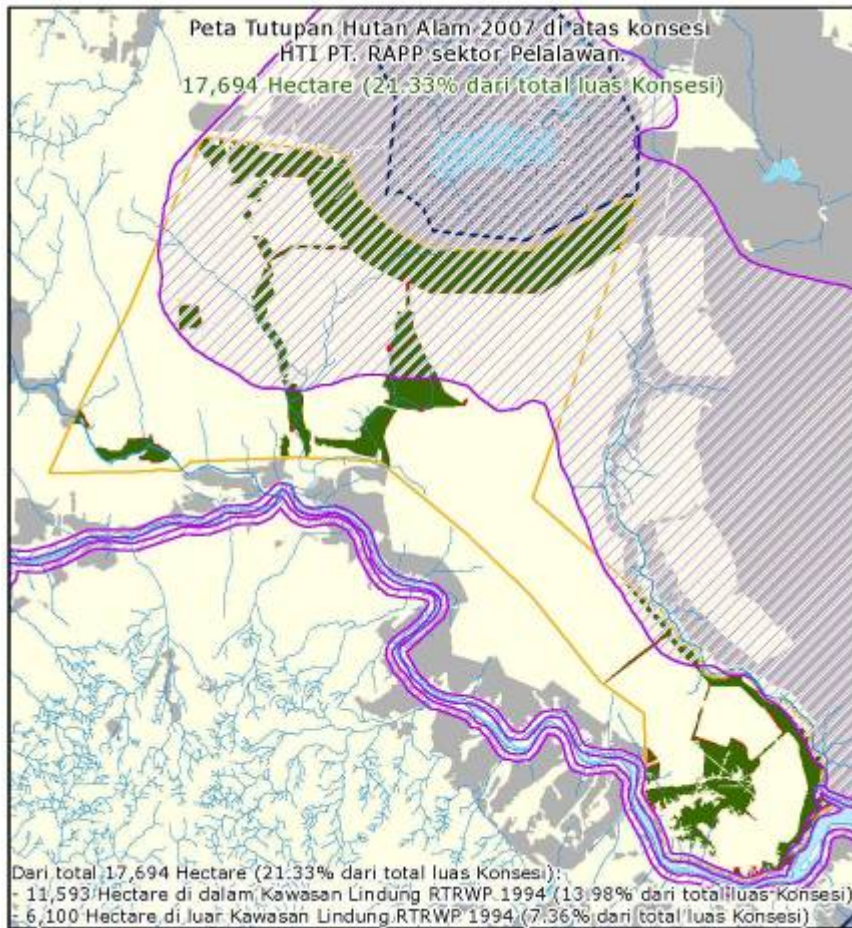 Peta Tutupan Hutan Alam 2007 di atas konsesi
HTI PT. RAPP sektor Pelalawan.
17,694 Hectare (21.33% dari total luas Konsesi)
Dari total 17,694 Hectare (21.33% dari total luas Konsesi):
- 11,593 Hectare di dalam Kawasan Lindung RTRWP 1994 (13.98% dari total luas Konsesi)
- 6,100 Hectare di luar Kawasan Lindung RTRWP 1994 (7.36% dari total luas Konsesi)